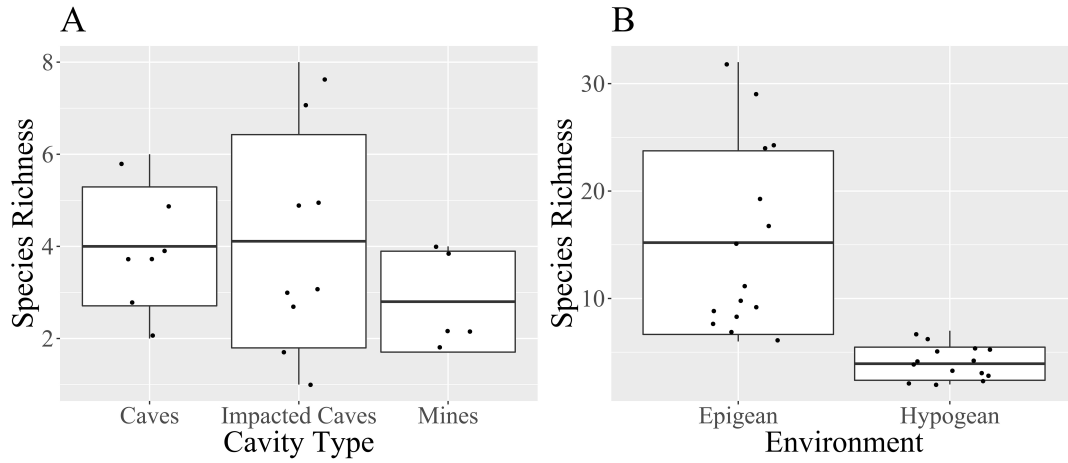 A
Species Richness
8
6
4
2
Caves Impacted Caves Mines
Cavity Type
B
Species Richness
30
20
10
Epigean Hypogean
Environment